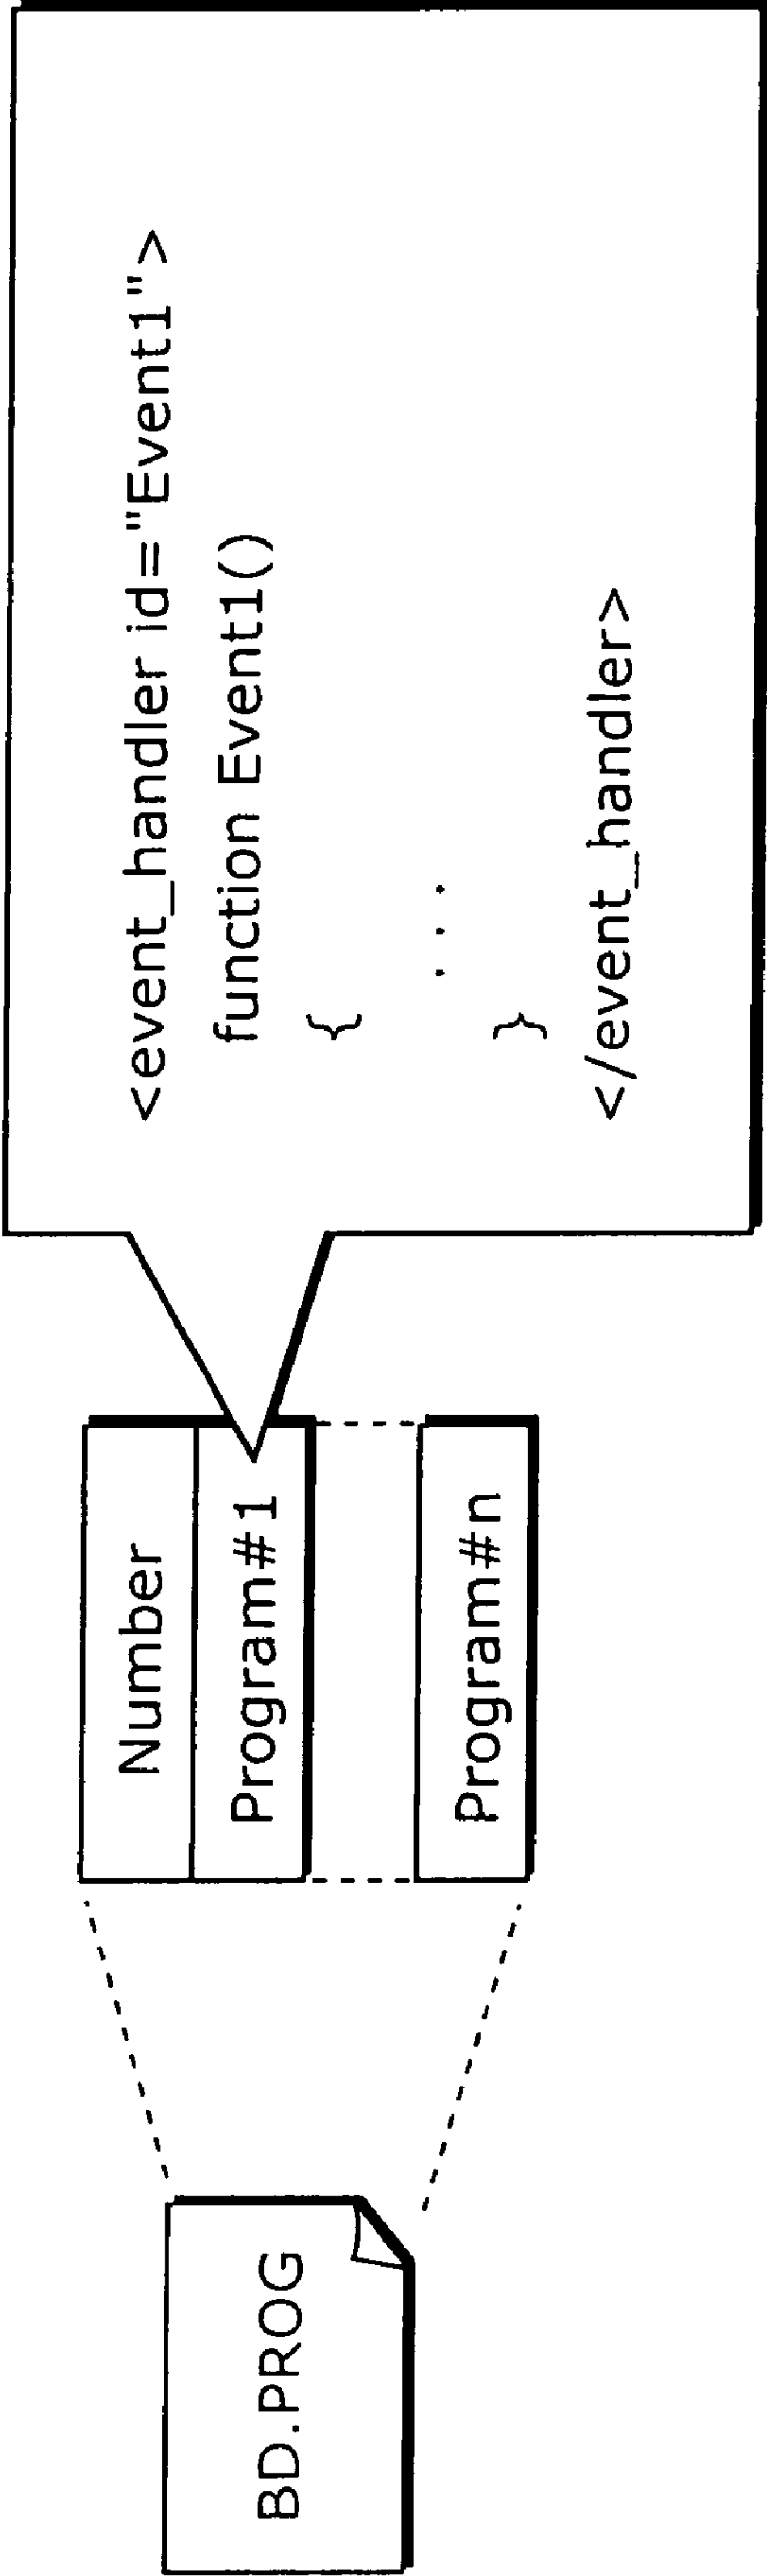 BD.PROG
Number
Program#1
Program#n
<event_handler id="Event1">
function Event1()
{
...
}
</event_handler>